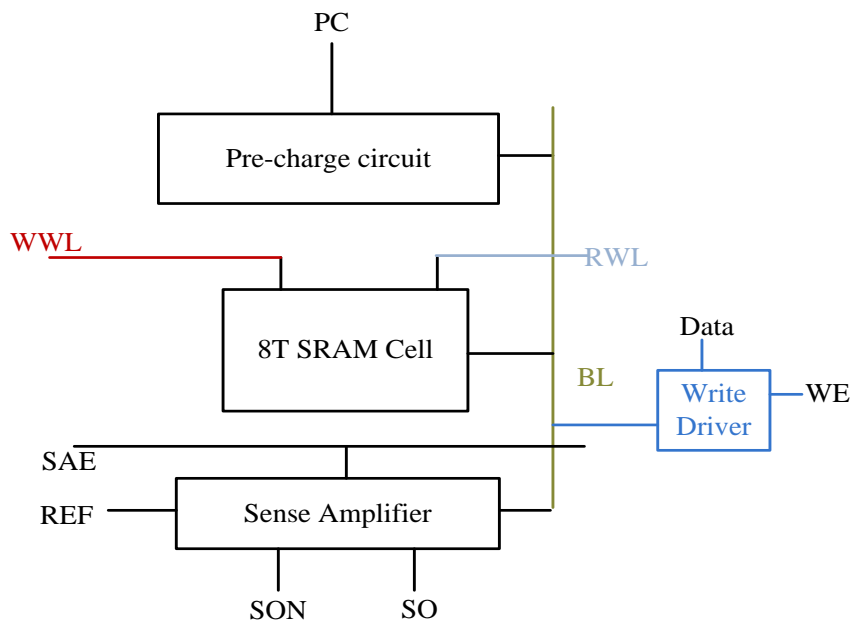 PC
Pre-charge circuit
WWL
RWL
8T SRAM Cell
Data
BL
Write
Driver
WE
SAE
REF
Sense Amplifier
SON
SO